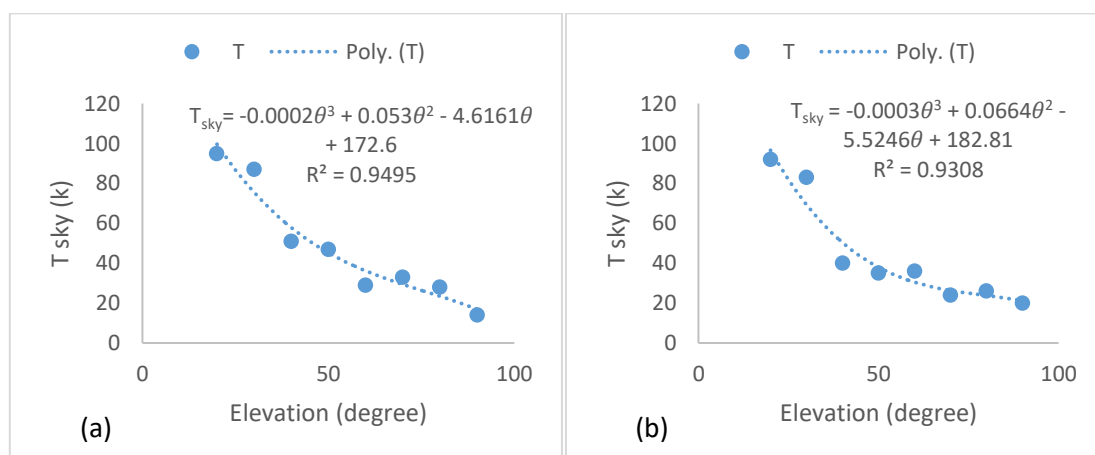 T Poly. (T)
T_sky= -0.0002θ³ + 0.053θ² - 4.6161θ
+ 172.6
R² = 0.9495
120
100
80
60
40
20
0
T sky (k)
0 50 100
Elevation (degree)
(a)
T Poly. (T)
T_sky = -0.0003θ³ + 0.0664θ² -
5.5246θ + 182.81
R² = 0.9308
120
100
80
60
40
20
0
T sky (k)
0 50 100
Elevation (degree)
(b)